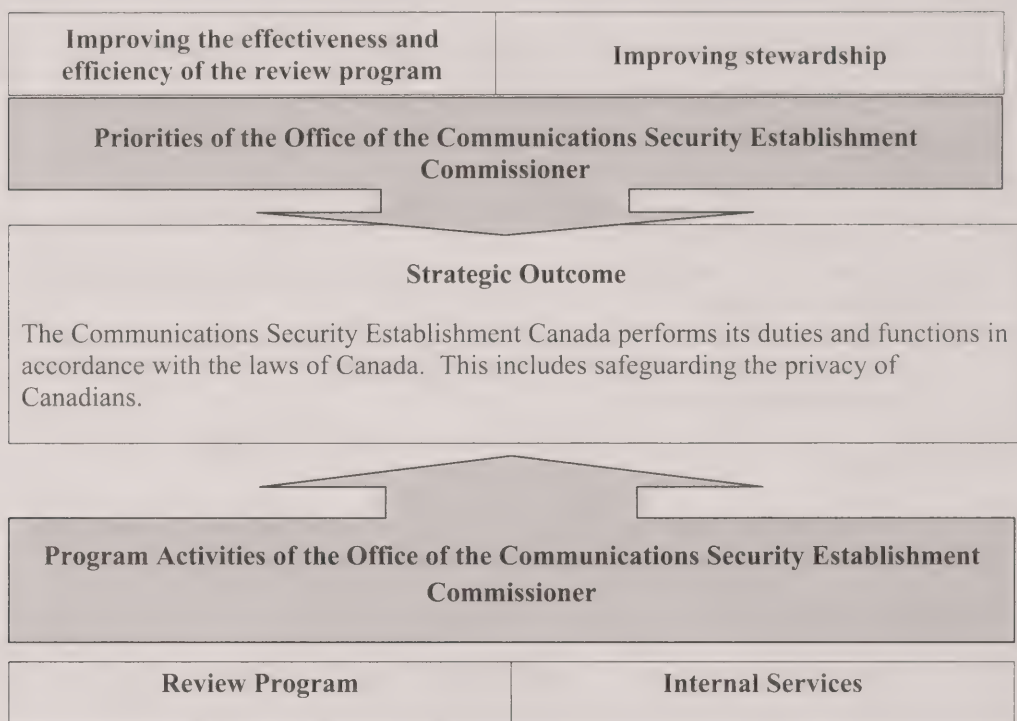 Improving the effectiveness and
efficiency of the review program
Improving stewardship
Priorities of the Office of the Communications Security Establishment
Commissioner
Strategic Outcome
The Communications Security Establishment Canada performs its duties and functions in
accordance with the laws of Canada.  This includes safeguarding the privacy of
Canadians.
Program Activities of the Office of the Communications Security Establishment
Commissioner
Review Program
Internal Services